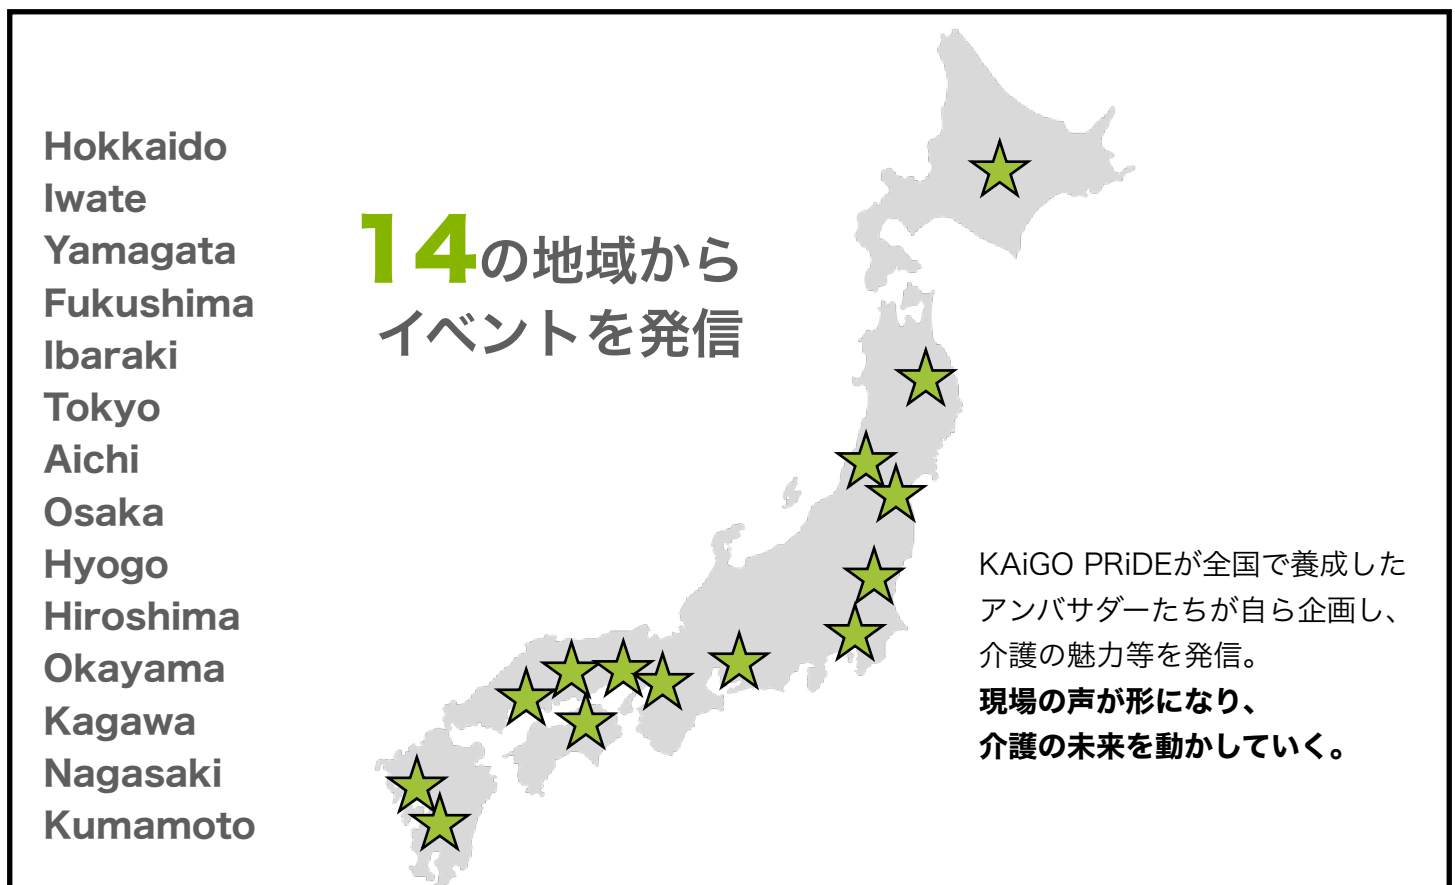 Hokkaido
Iwate
Yamagata
Fukushima
Ibaraki
Tokyo
Aichi
Osaka
Hyogo
Hiroshima
Okayama
Kagawa
Nagasaki
Kumamoto
14の地域から
イベントを発信
KAiGO PRiDEが全国で養成した
アンバサダーたちが自ら企画し、
介護の魅力等を発信。
現場の声が形になり、
介護の未来を動かしていく。